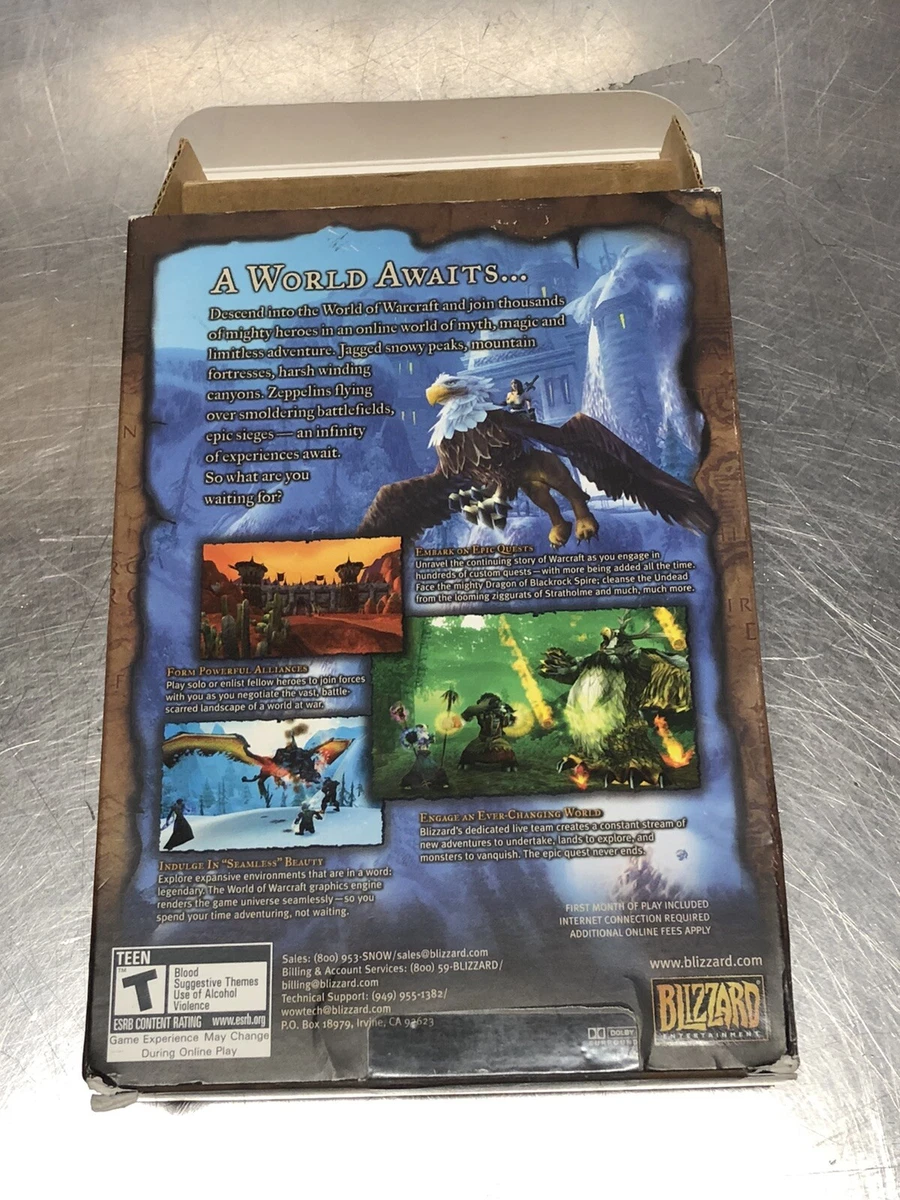 A World Awaits...
Descend into the World of Warcraft and join thousands
of mighty heroes in an online world of myth, magic and
limitless adventure. Jagged snowy peaks, mountain
fortresses, harsh winding
canyons. Zeppelins flying
over smoldering battlefields,
epic sieges — an infinity
of experiences await.
So what are you
waiting for?
Embark on Epic Quests
Unravel the continuing story of Warcraft as you engage in
hundreds of custom quests—with more being added all the time.
Face the mighty Dragon of Blackrock Spire; cleanse the Undead
from the looming ziggurats of Stratholme and much, much more.
Form Powerful Alliances
Play solo or enlist fellow heroes to join forces
with you as you negotiate the vast, battle-
scarred landscape of a world at war.
Engage an Ever-Changing World
Blizzard's dedicated live team creates a constant stream of
new adventures to undertake, lands to explore, and
monsters to vanquish. The epic quest never ends.
Indulge In "Seamless" Beauty
Explore expansive environments that are in a word:
legendary. The World of Warcraft graphics engine
renders the game universe seamlessly—so you
spend your time adventuring, not waiting.
FIRST MONTH OF PLAY INCLUDED
INTERNET CONNECTION REQUIRED
ADDITIONAL ONLINE FEES APPLY
TEEN
T
TM
Blood
Suggestive Themes
Use of Alcohol
Violence
ESRB CONTENT RATING www.esrb.org
Game Experience May Change
During Online Play
Sales: (800) 953-SNOW/sales@blizzard.com
Billing & Account Services: (800) 59-BLIZZARD/
billing@blizzard.com
Technical Support: (949) 955-1382/
wowtech@blizzard.com
P.O. Box 18979, Irvine, CA 92623
www.blizzard.com
DOLBY
SURROUND
BLIZZARD
ENTERTAINMENT